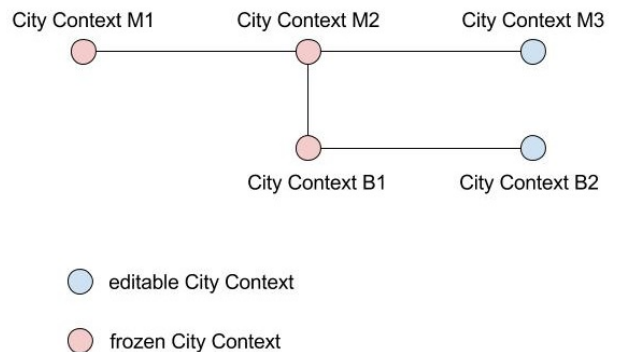 City Context M1
City Context M2
City Context M3
City Context B1
City Context B2
editable City Context
frozen City Context